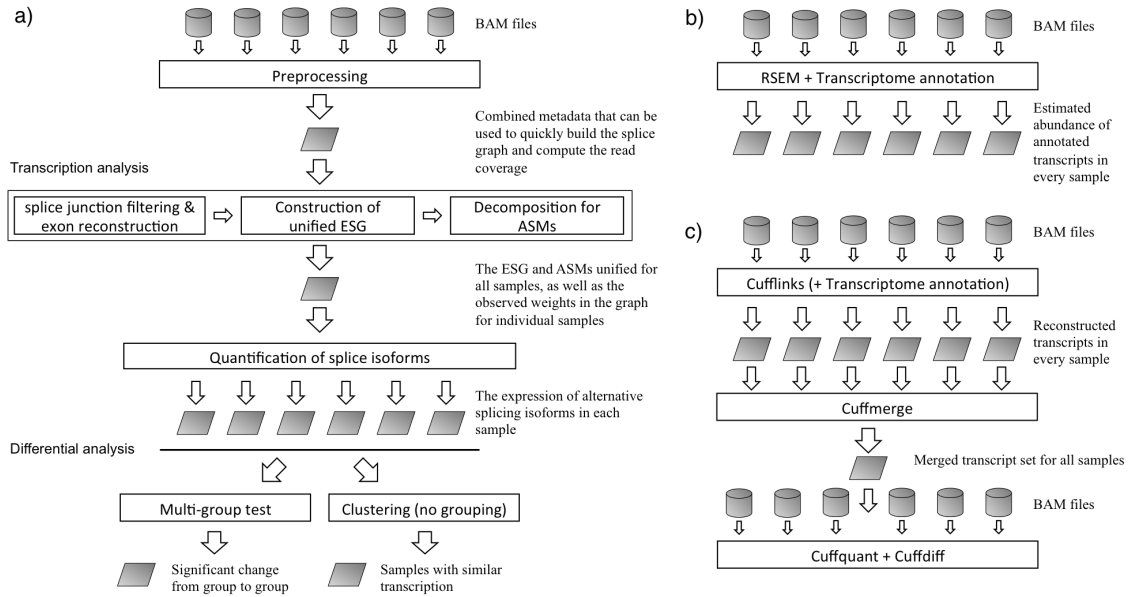 a)
BAM files
Preprocessing
Combined metadata that can be
used to quickly build the splice
graph and compute the read
coverage
Transcription analysis
splice junction filtering &
exon reconstruction
Construction of
unified ESG
Decomposition for
ASMs
The ESG and ASMs unified for
all samples, as well as the
observed weights in the graph
for individual samples
Quantification of splice isoforms
The expression of alternative
splicing isoforms in each
sample
Differential analysis
Multi-group test
Clustering (no grouping)
Significant change
from group to group
Samples with similar
transcription
b)
BAM files
RSEM + Transcriptome annotation
Estimated
abundance of
annotated
transcripts in
every sample
c)
BAM files
Cufflinks (+ Transcriptome annotation)
Reconstructed
transcripts in
every sample
Cuffmerge
Merged transcript set for all samples
BAM files
Cuffquant + Cuffdiff